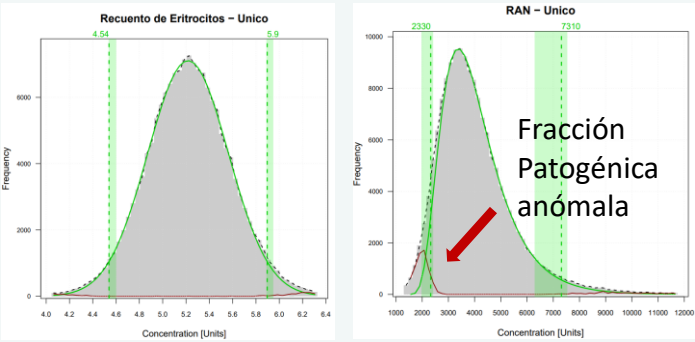 Recuento de Eritrocitos – Unico
4.54
5.9
Frequency
6000
4000
2000
0
4.0 4.2 4.4 4.6 4.8 5.0 5.2 5.4 5.6 5.8 6.0 6.2 6.4
Concentration [Units]
RAN – Unico
2330
7310
Frequency
10000
8000
6000
4000
2000
0
Fracción
Patogénica
anómala
1000 2000 3000 4000 5000 6000 7000 8000 9000 10000 11000 12000
Concentration [Units]